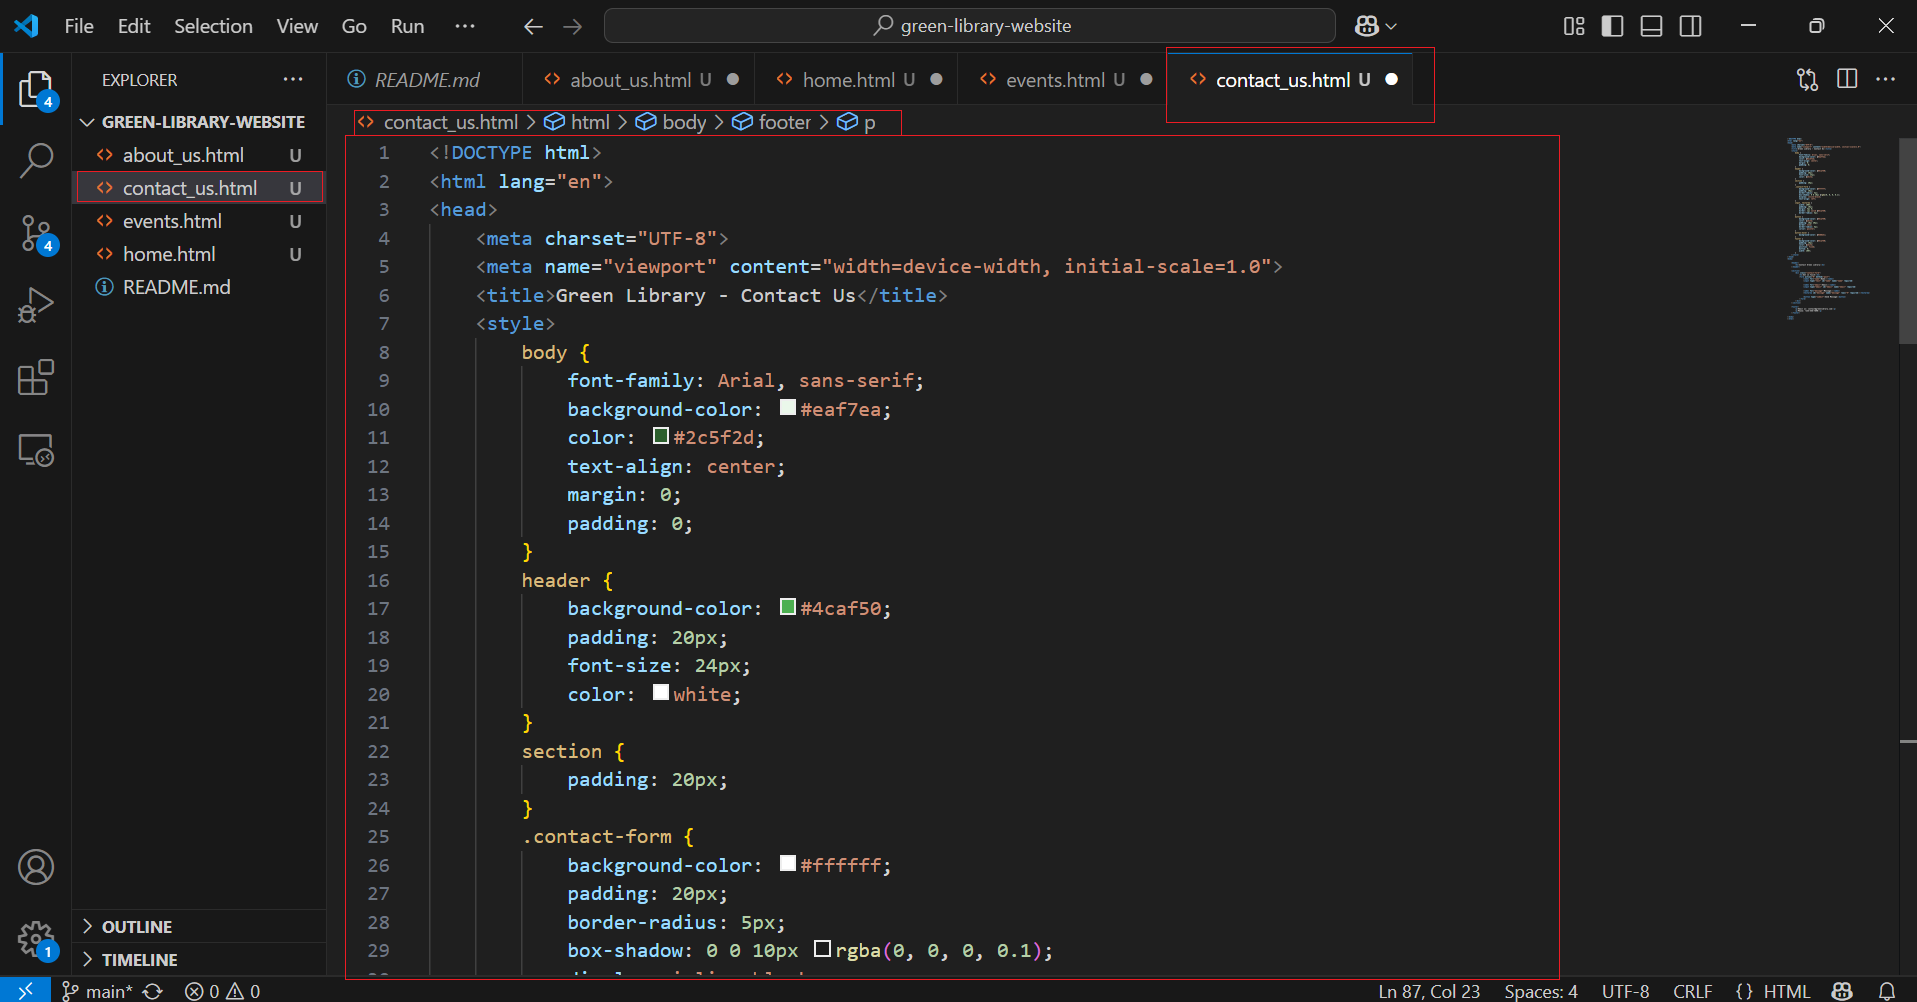 File Edit Selection View Go Run ··· green-library-website
EXPLORER ···
README.md about_us.html U home.html U events.html U contact_us.html U
GREEN-LIBRARY-WEBSITE
about_us.html U
contact_us.html U
events.html U
home.html U
README.md
OUTLINE
TIMELINE
4
4
1
contact_us.html > html > body > footer > p
1 <!DOCTYPE html>
2 <html lang="en">
3 <head>
4 <meta charset="UTF-8">
5 <meta name="viewport" content="width=device-width, initial-scale=1.0">
6 <title>Green Library - Contact Us</title>
7 <style>
8 body {
9 font-family: Arial, sans-serif;
10 background-color: #eaf7ea;
11 color: #2c5f2d;
12 text-align: center;
13 margin: 0;
14 padding: 0;
15 }
16 header {
17 background-color: #4caf50;
18 padding: 20px;
19 font-size: 24px;
20 color: white;
21 }
22 section {
23 padding: 20px;
24 }
25 .contact-form {
26 background-color: #ffffff;
27 padding: 20px;
28 border-radius: 5px;
29 box-shadow: 0 0 10px rgba(0, 0, 0, 0.1);
main* 0 0 Ln 87, Col 23 Spaces: 4 UTF-8 CRLF {} HTML